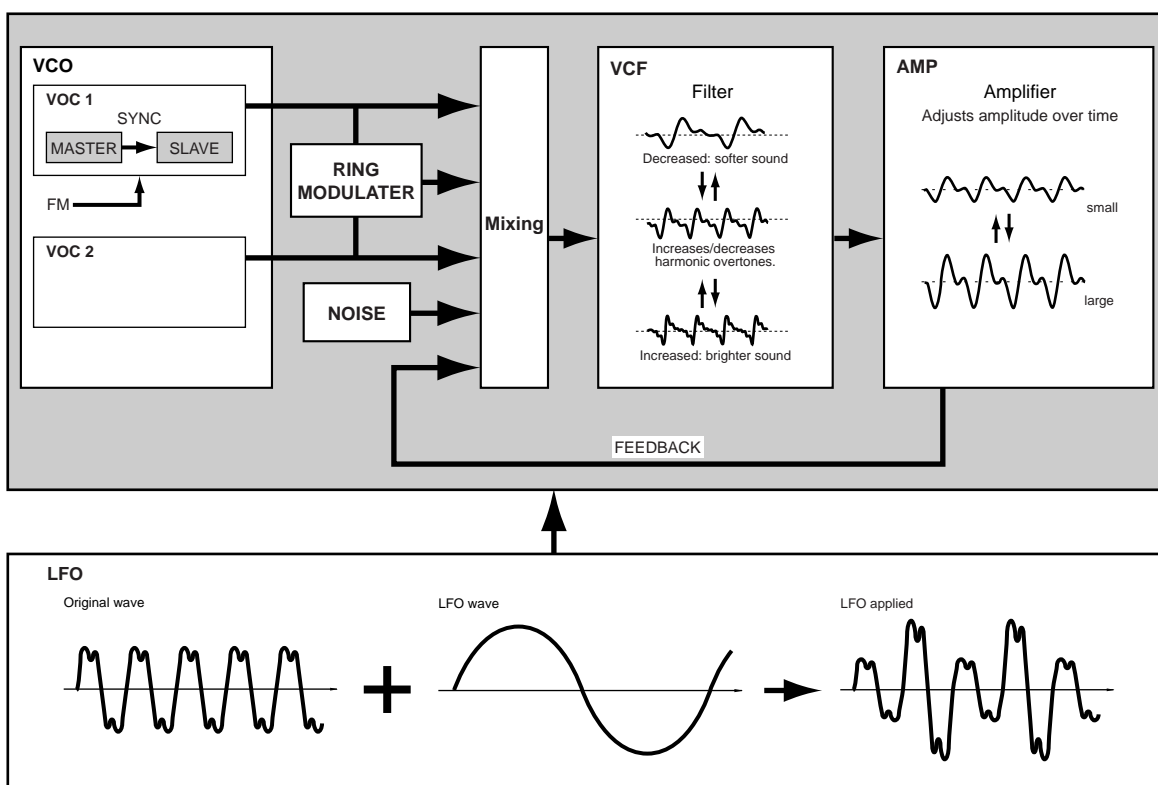 VCO
VOC 1
SYNC
MASTER
SLAVE
FM
VOC 2
RING
MODULATER
NOISE
Mixing
VCF
Filter
Decreased: softer sound
Increases/decreases
harmonic overtones.
Increased: brighter sound
AMP
Amplifier
Adjusts amplitude over time
small
large
FEEDBACK
LFO
Original wave
LFO wave
LFO applied